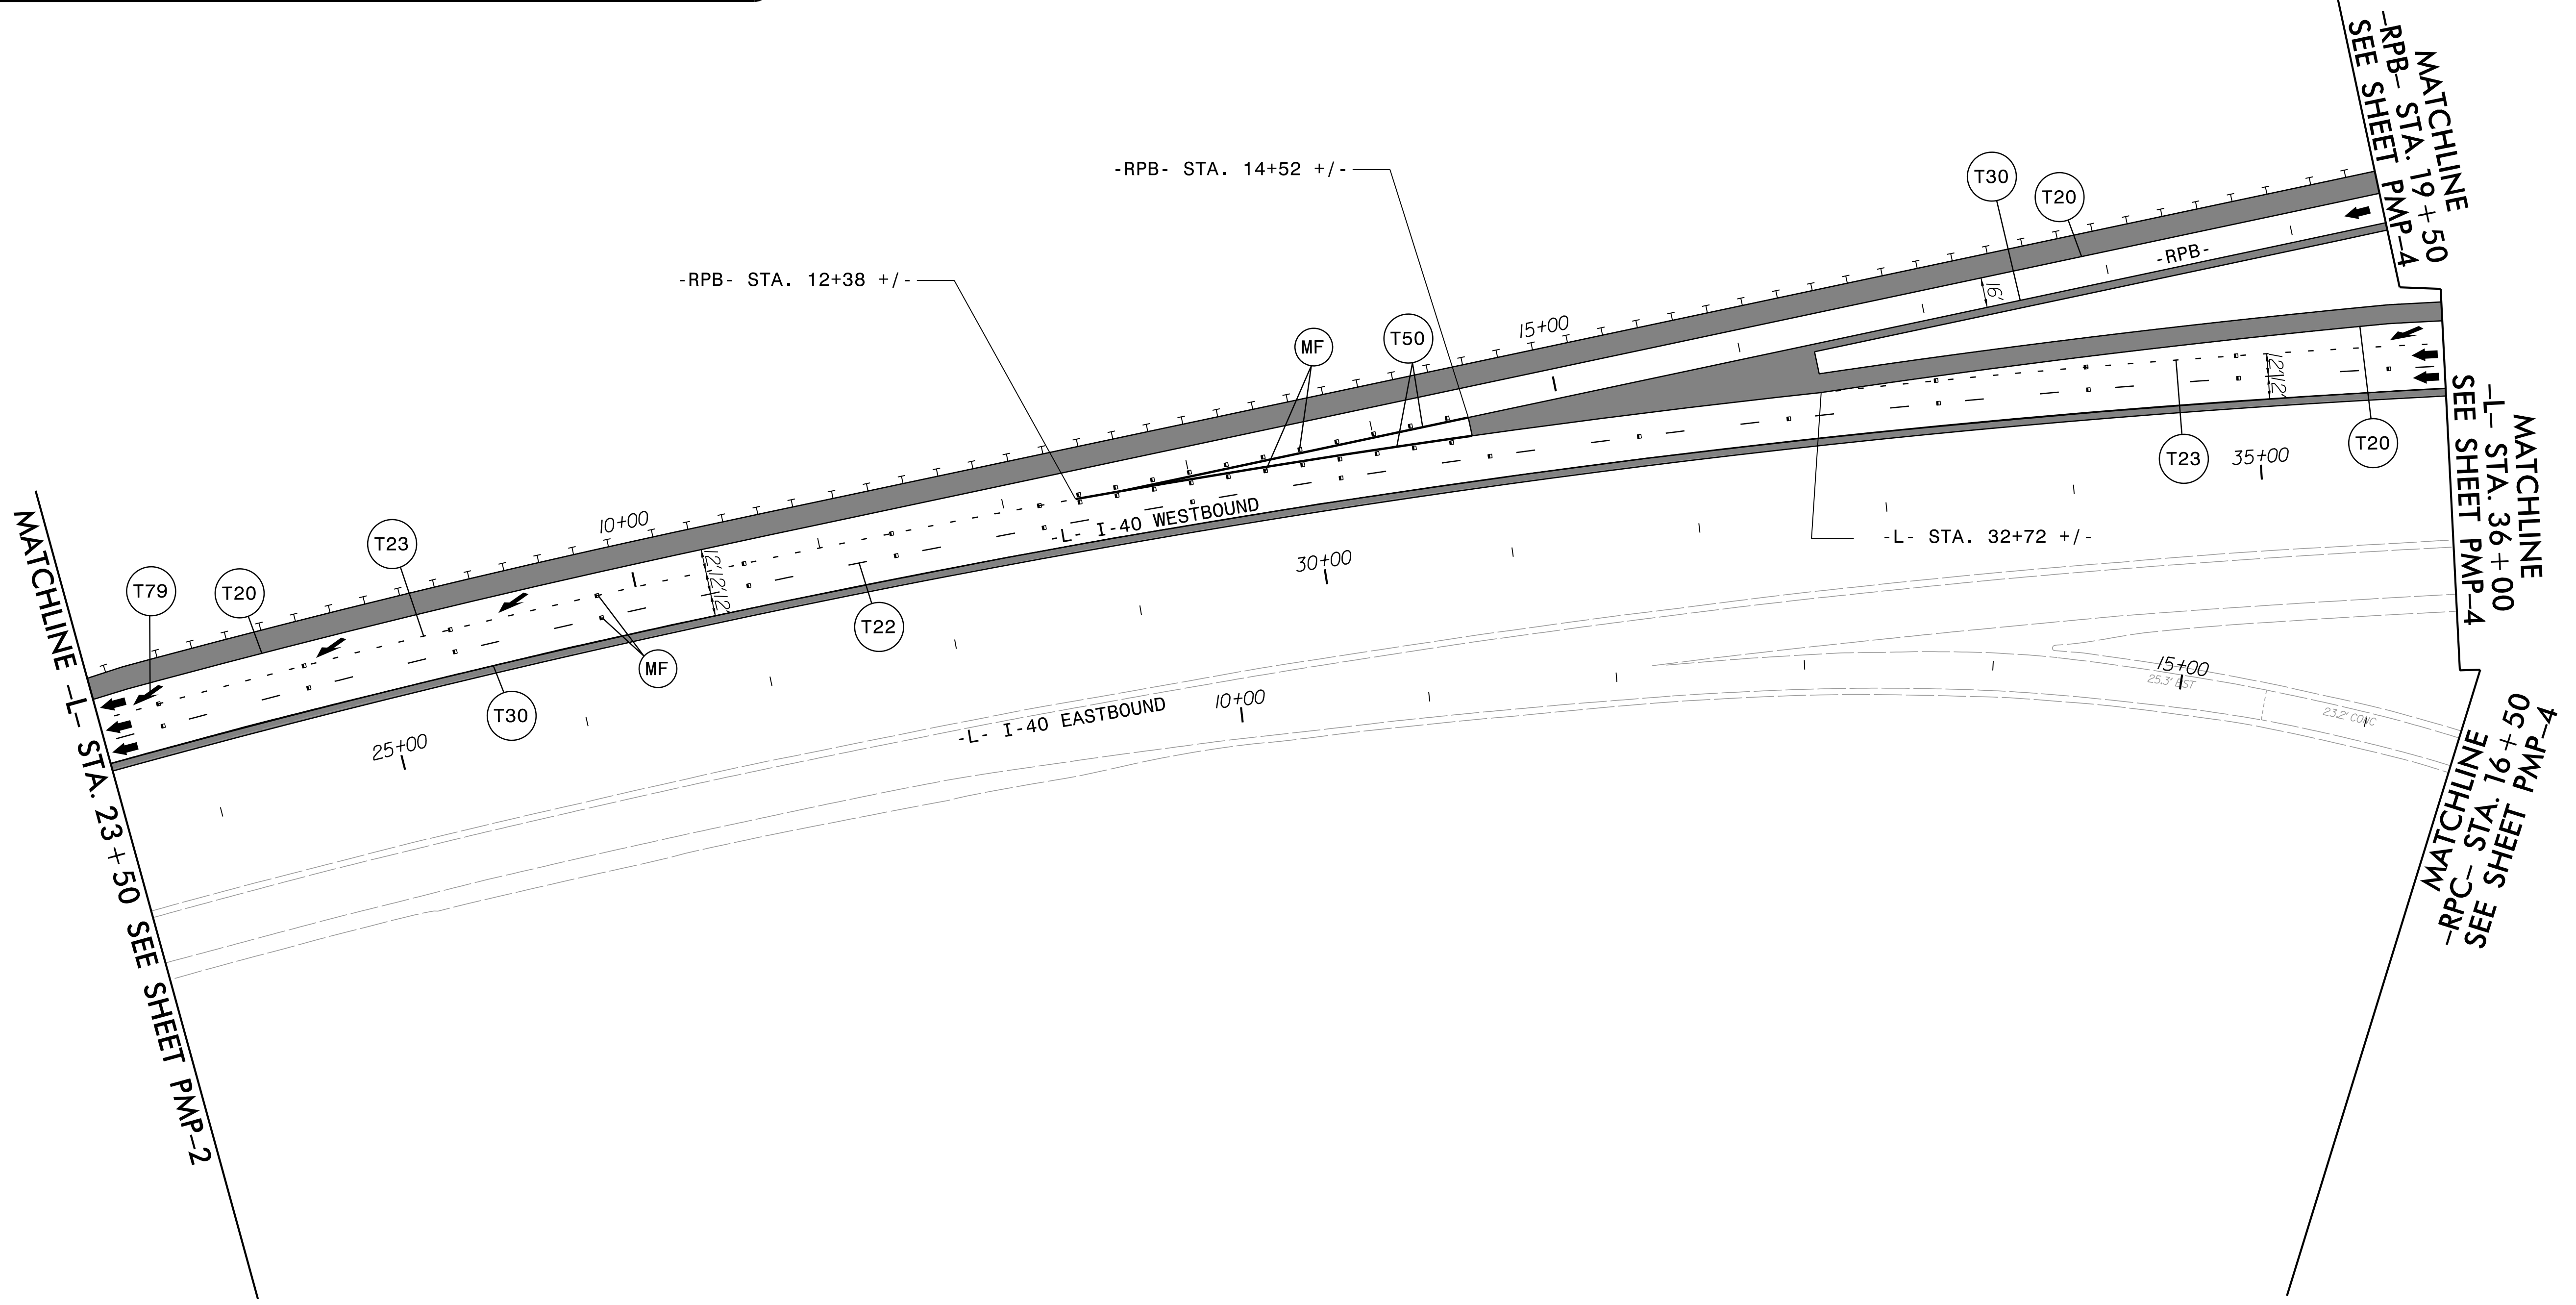 MATCHLINE
-RPB- STA. 19+50
SEE SHEET PMP-4
-RPB- STA. 14+52 +/-
T30
T20
-RPB- STA. 12+38 +/-
-RPB-
16'
MF
T50
15+00
MATCHLINE
-L- STA. 36+00
SEE SHEET PMP-4
12'
12'
T23
35+00
T20
-L- STA. 32+72 +/-
-L- I-40 WESTBOUND
10+00
T23
T79
T20
12'
12'
12'
30+00
T22
MF
T30
25+00
MATCHLINE -L- STA. 23+50 SEE SHEET PMP-2
-L- I-40 EASTBOUND
10+00
15+00
25.3' EST
23.2' CONC
MATCHLINE
-RPC- STA. 16+50
SEE SHEET PMP-4